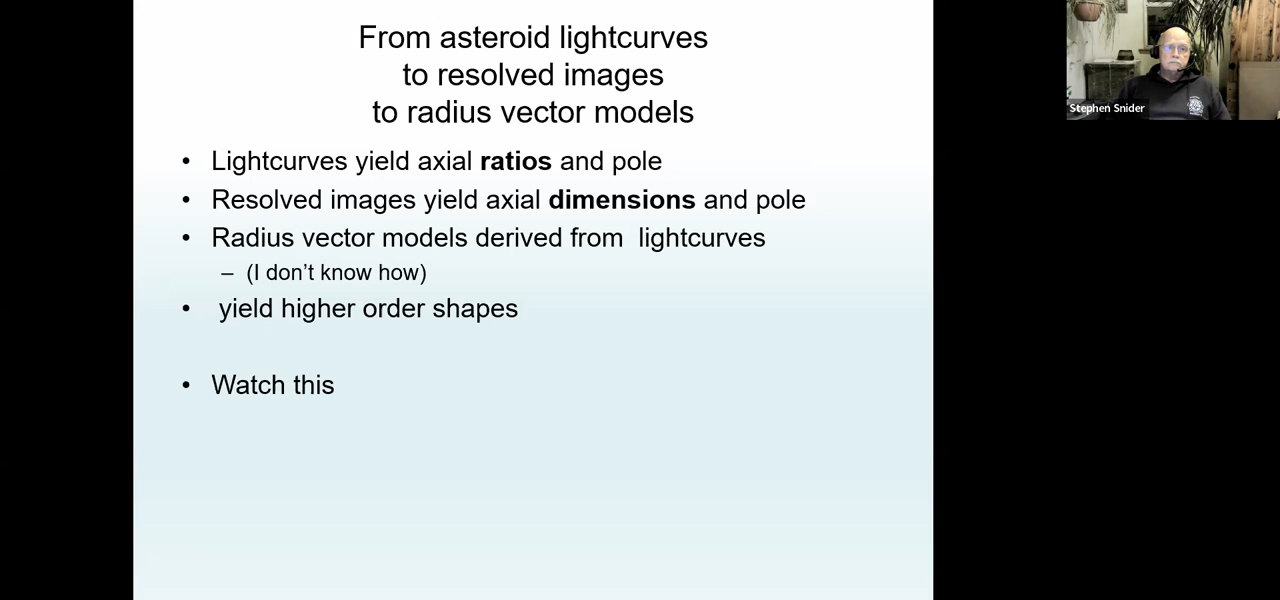 From asteroid lightcurves
to resolved images
to radius vector models
• Lightcurves yield axial ratios and pole
• Resolved images yield axial dimensions and pole
• Radius vector models derived from  lightcurves
– (I don’t know how)
•  yield higher order shapes
• Watch this
Stephen Snider